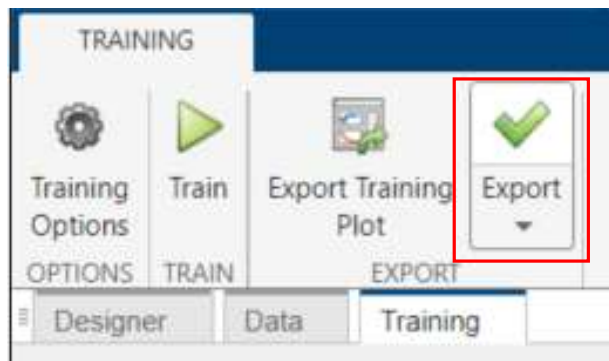 TRAINING
Training
Options
Train
Export Training
Plot
Export
OPTIONS
TRAIN
EXPORT
Designer
Data
Training